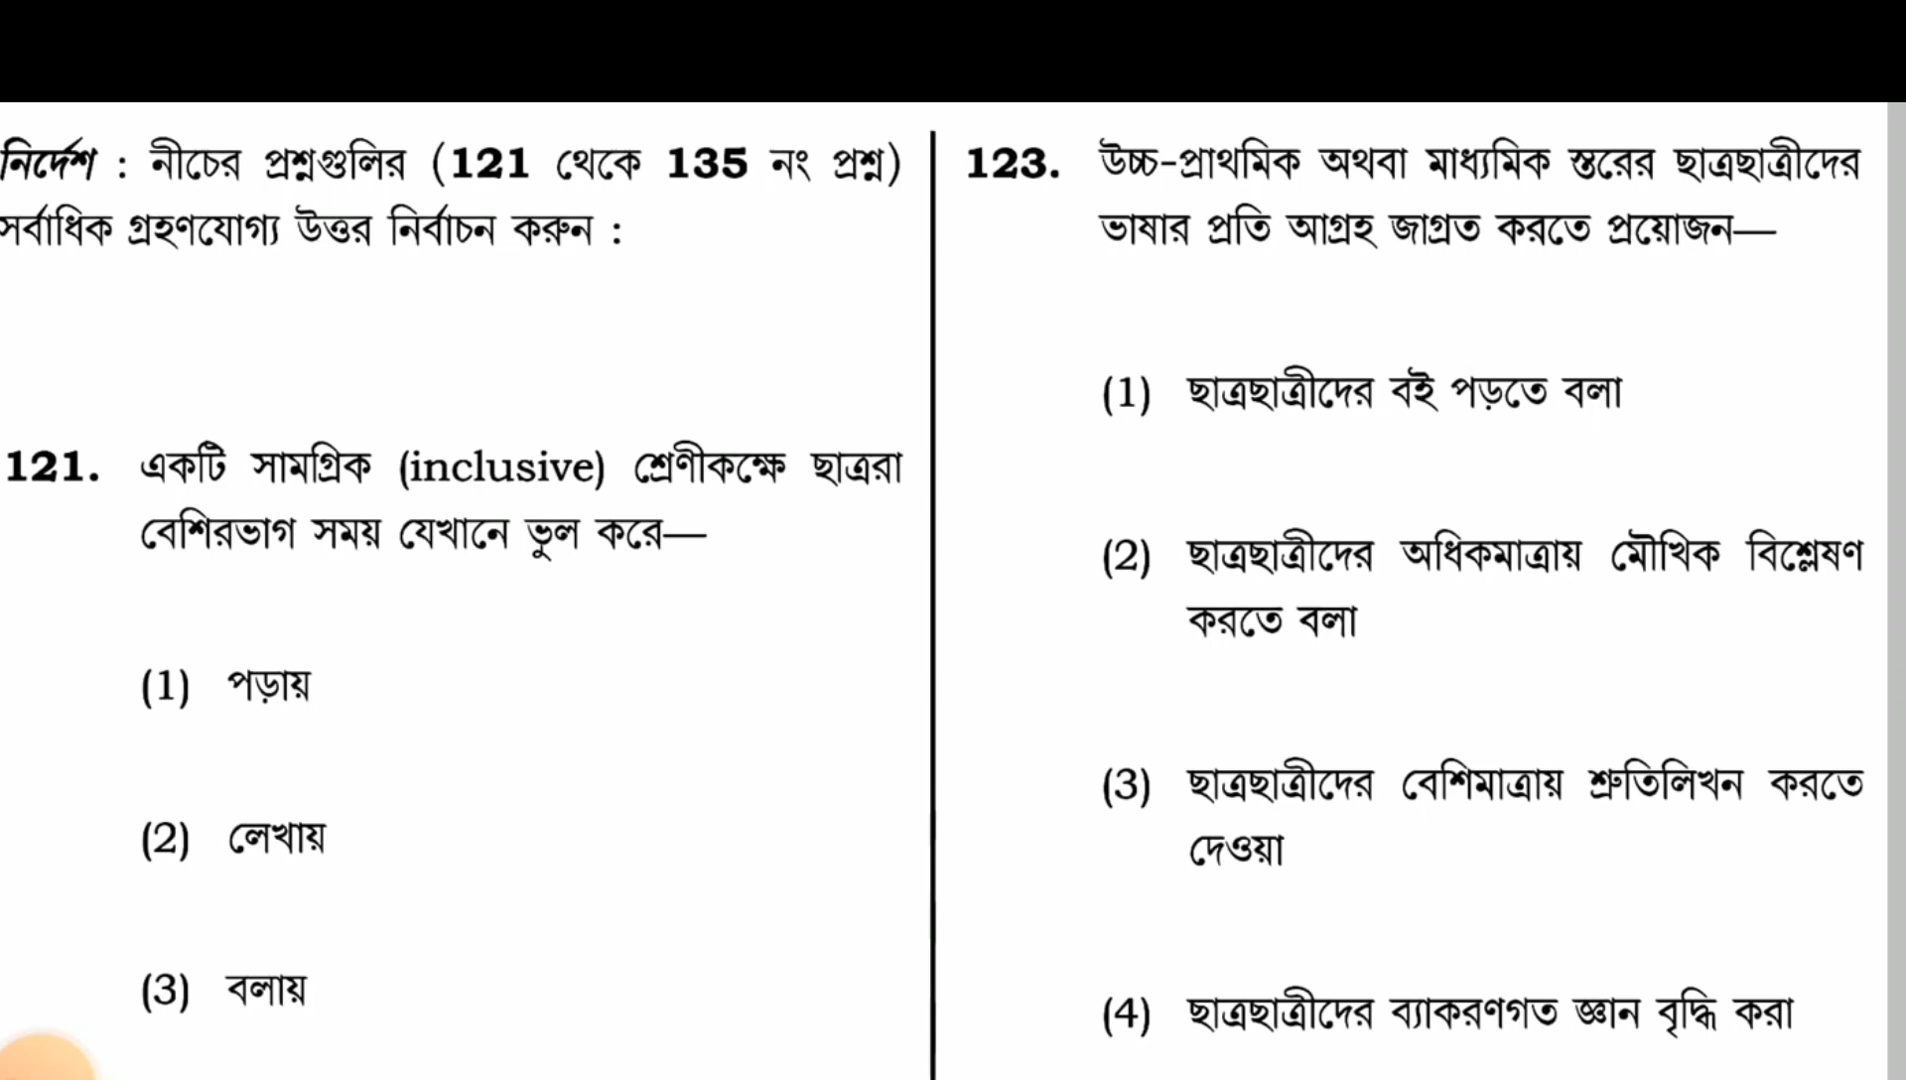 নির্দেশ : নীচের প্রশ্নগুলির (121 থেকে 135 নং প্রশ্ন)
সর্বাধিক গ্রহণযোগ্য উত্তর নির্বাচন করুন :
121. একটি সামগ্রিক (inclusive) শ্রেণীকক্ষে ছাত্ররা
বেশিরভাগ সময় যেখানে ভুল করে—
(1) পড়ায়
(2) লেখায়
(3) বলায়
123. উচ্চ-প্রাথমিক অথবা মাধ্যমিক স্তরের ছাত্রছাত্রীদের
ভাষার প্রতি আগ্রহ জাগ্রত করতে প্রয়োজন—
(1) ছাত্রছাত্রীদের বই পড়তে বলা
(2) ছাত্রছাত্রীদের অধিকমাত্রায় মৌখিক বিশ্লেষণ
করতে বলা
(3) ছাত্রছাত্রীদের বেশিমাত্রায় শ্রুতিলিখন করতে
দেওয়া
(4) ছাত্রছাত্রীদের ব্যাকরণগত জ্ঞান বৃদ্ধি করা